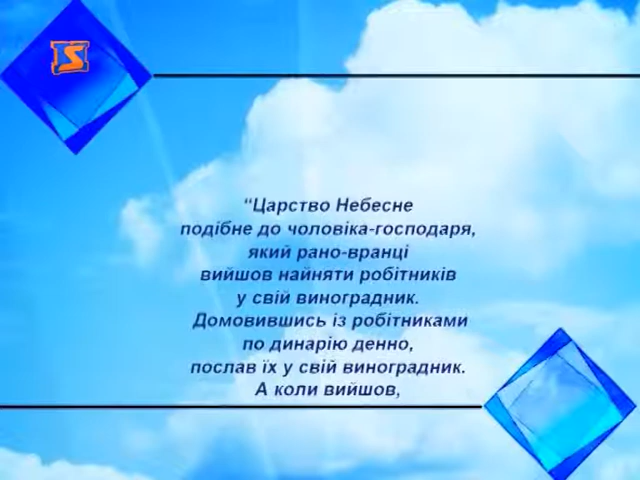 “Царство Небесне
подібне до чоловіка-господаря,
який рано-вранці
вийшов найняти робітників
у свій виноградник.
Домовившись із робітниками
по динарію денно,
послав їх у свій виноградник.
А коли вийшов,